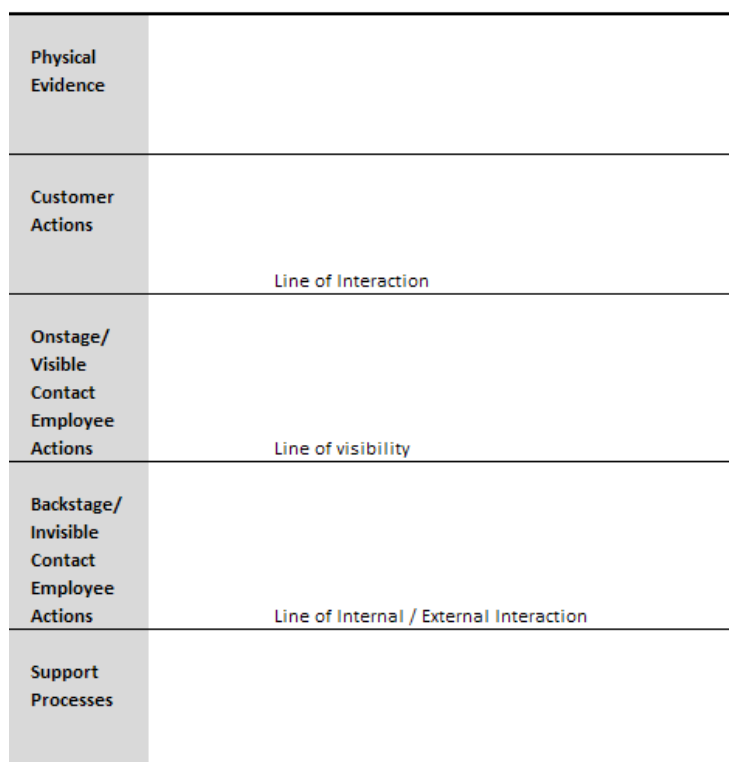 Physical
Evidence
Customer
Actions
Line of Interaction
Onstage/
Visible
Contact
Employee
Actions
Line of visibility
Backstage/
Invisible
Contact
Employee
Actions
Line of Internal / External Interaction
Support
Processes